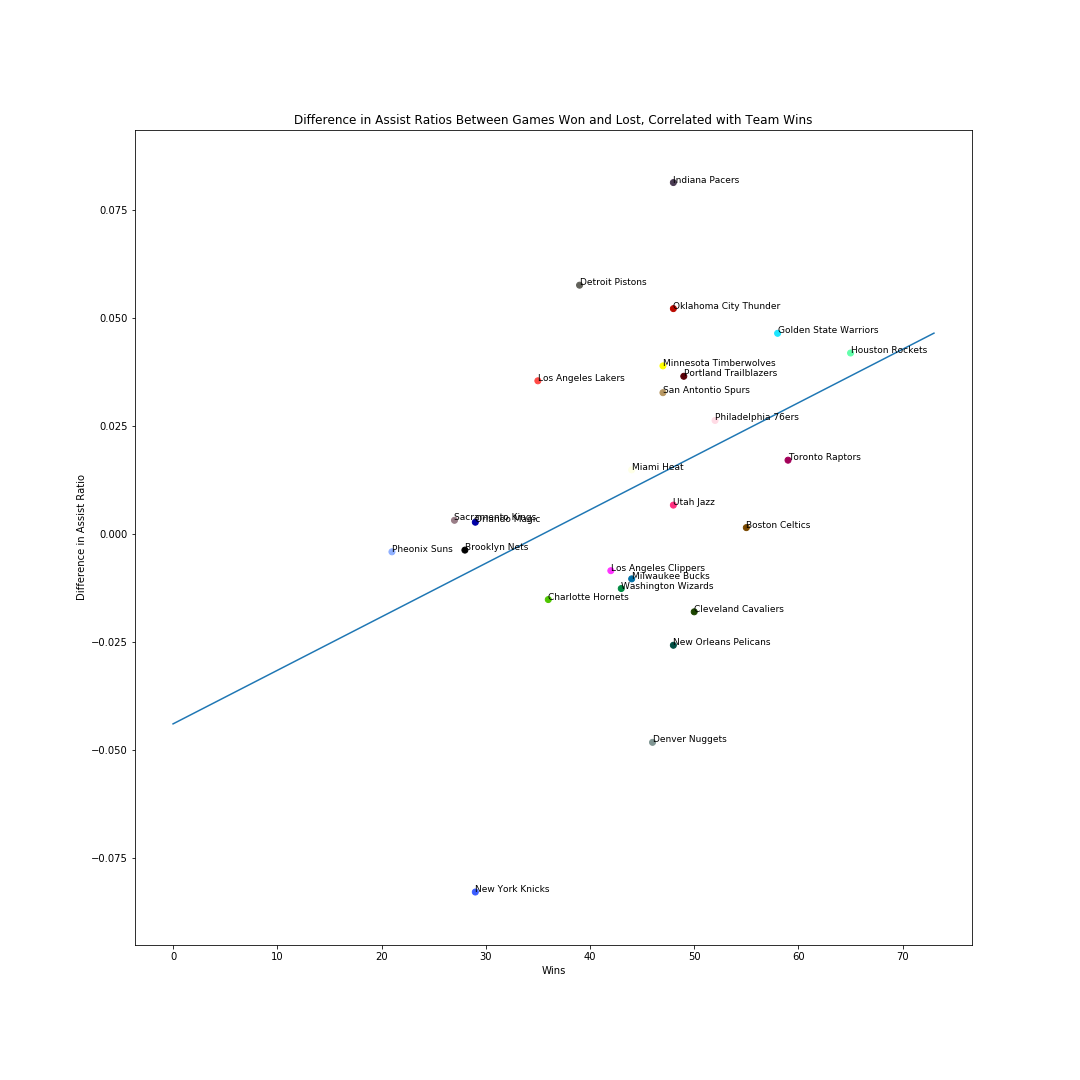 Difference in Assist Ratios Between Games Won and Lost, Correlated with Team Wins
Indiana Pacers
0.075
Detroit Pistons
Oklahoma City Thunder
0.050
Golden State Warriors
Houston Rockets
Minnesota Timberwolves
Portland Trailblazers
Los Angeles Lakers
San Antontio Spurs
0.025
Philadelphia 76ers
Toronto Raptors
Miami Heat
Utah Jazz
Sacramento Kings
Orlando Magic
Boston Celtics
0.000
Difference in Assist Ratio
Brooklyn Nets
Pheonix Suns
Los Angeles Clippers
Milwaukee Bucks
Washington Wizards
Charlotte Hornets
Cleveland Cavaliers
−0.025
New Orleans Pelicans
Denver Nuggets
−0.050
−0.075
New York Knicks
0 10 20 30 40 50 60 70
Wins